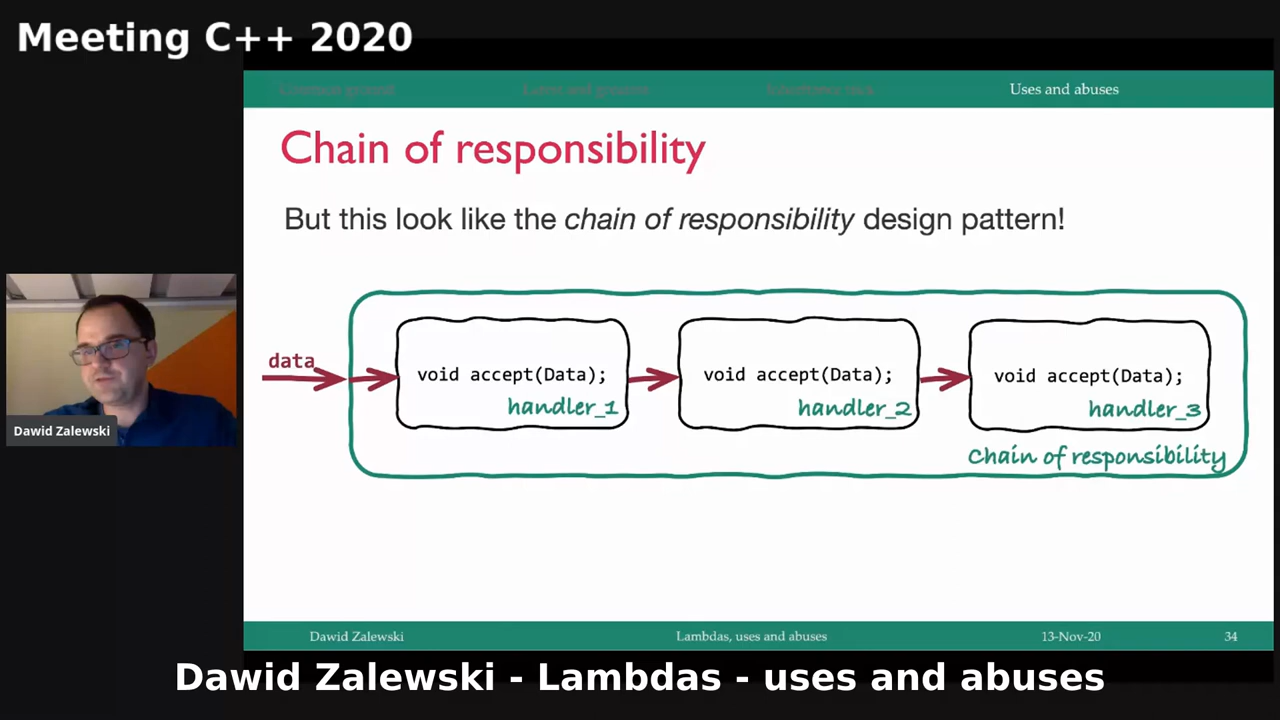 Meeting C++ 2020
Uses and abuses
Chain of responsibility
But this look like the chain of responsibility design pattern!
data
void accept(Data);
handler_1
void accept(Data);
handler_2
void accept(Data);
handler_3
Chain of responsibility
Dawid Zalewski
Dawid Zalewski
Lambdas, uses and abuses
13-Nov-20
34
Dawid Zalewski - Lambdas - uses and abuses